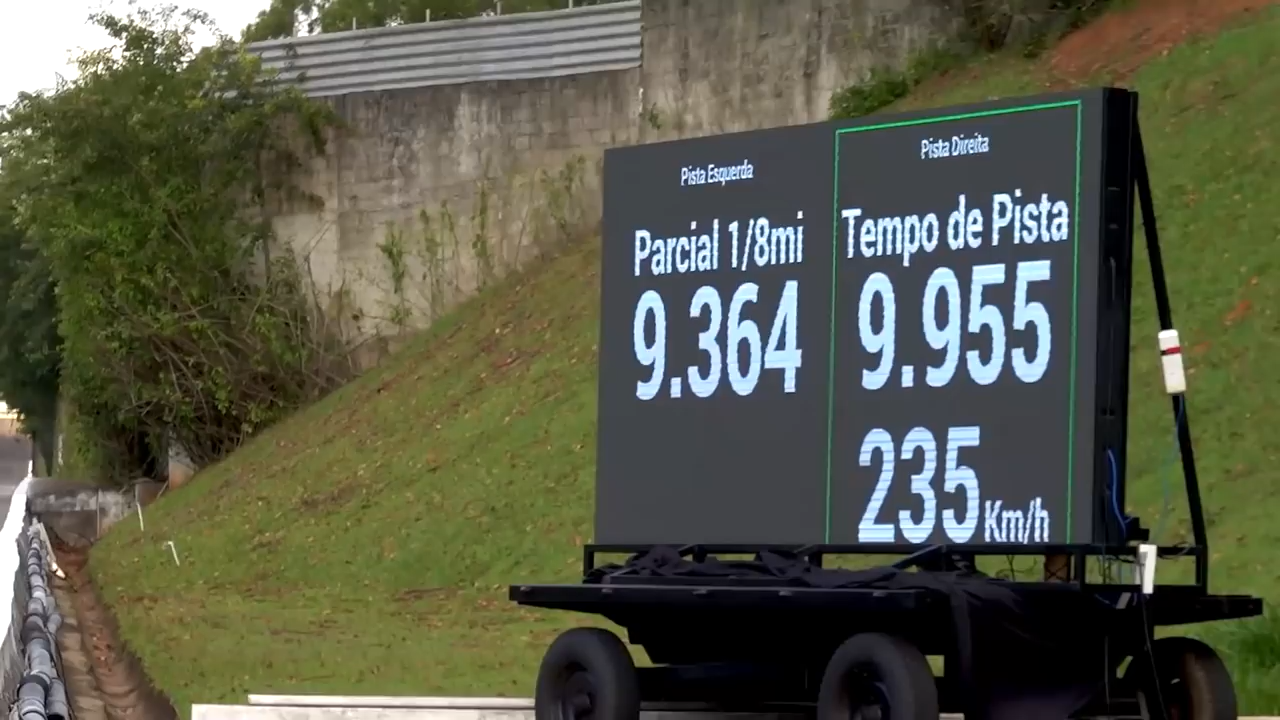 Pista Esquerda
Parcial 1/8mi
9.364
Pista Direita
Tempo de Pista
9.955
235 Km/h